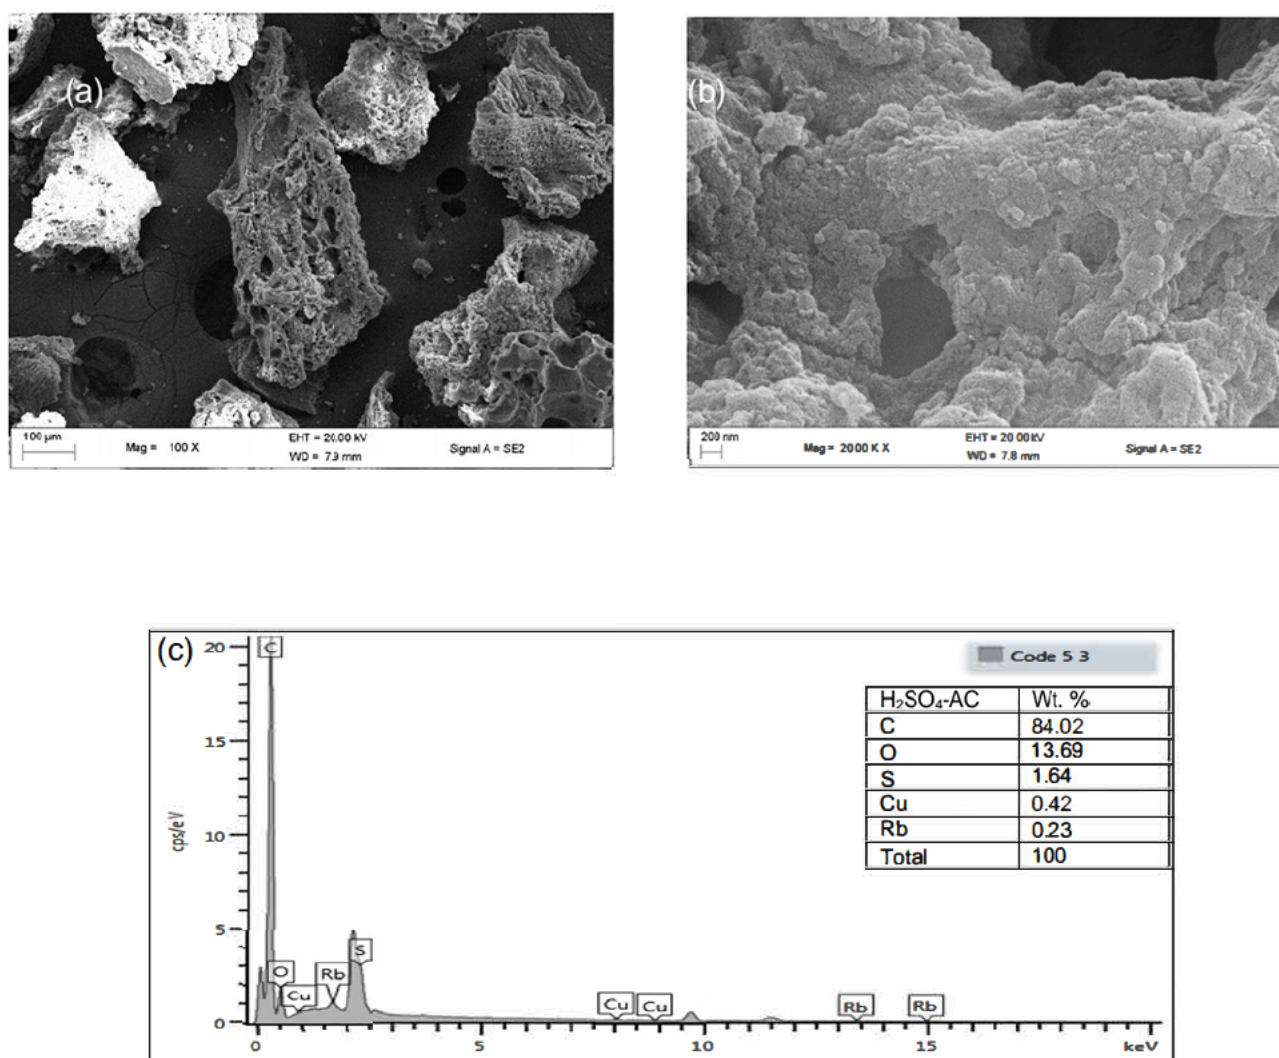 (a)
100 µm
Mag = 100 X
EHT = 20.00 kV
WD = 7.9 mm
Signal A = SE2
(b)
200 nm
Mag = 2000 K X
EHT = 20 00 kV
WD = 7.8 mm
Signal A = SE2
(c)
Code 5 3
H₂SO₄-AC Wt. %
C 84.02
O 13.69
S 1.64
Cu 0.42
Rb 0.23
Total 100
cps/eV
20
15
10
5
0
C
O
Cu
Rb
S
Cu
Cu
Rb
Rb
0 5 10 15 keV